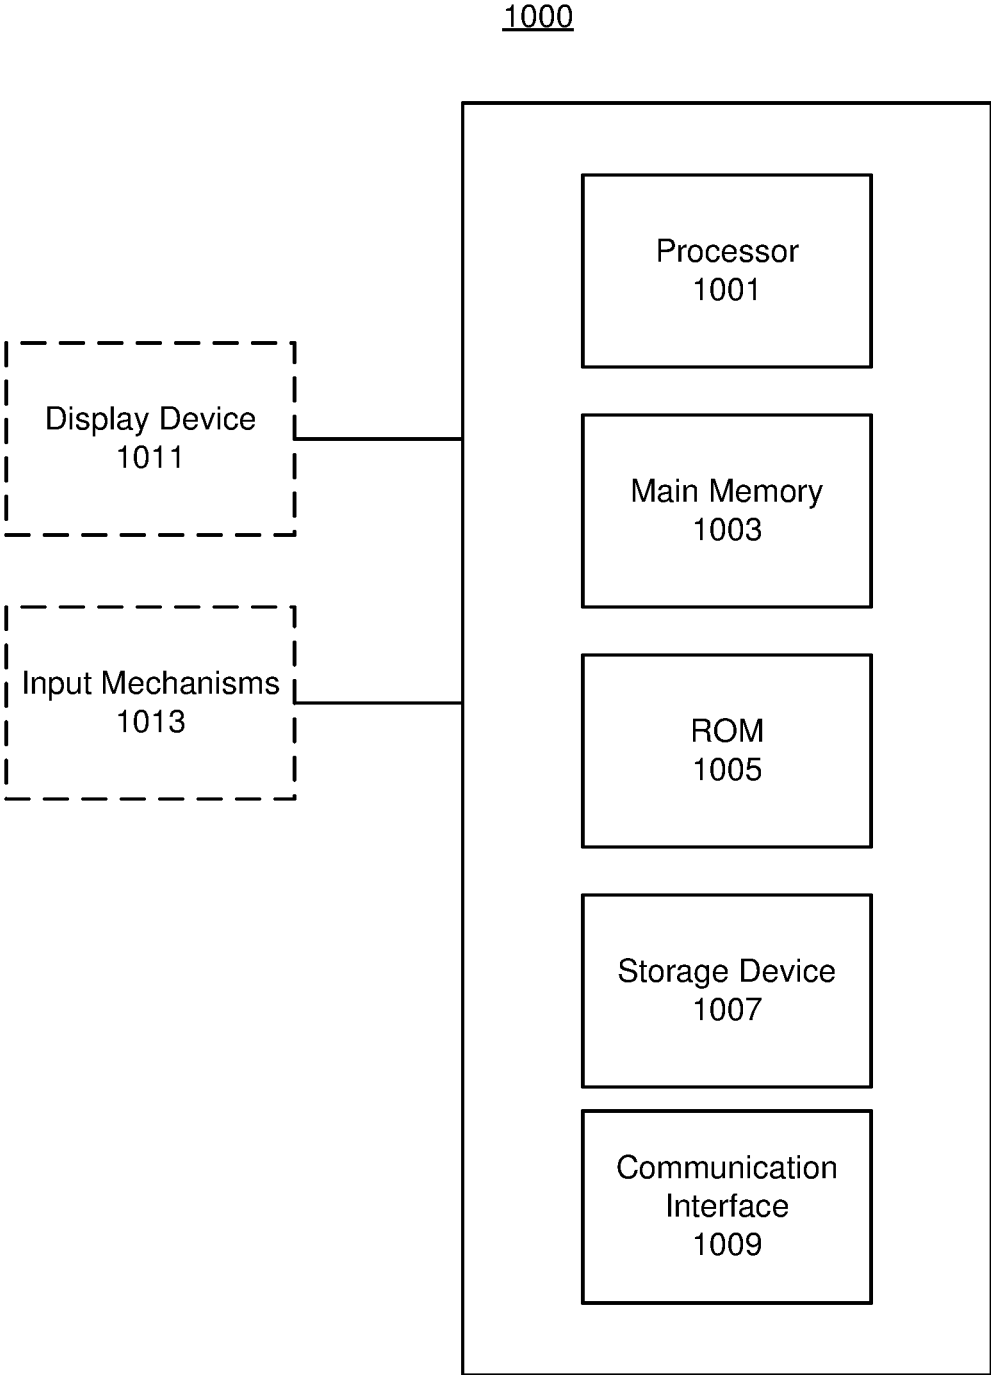 1000
Processor
1001
Display Device
1011
Main Memory
1003
Input Mechanisms
1013
ROM
1005
Storage Device
1007
Communication
Interface
1009